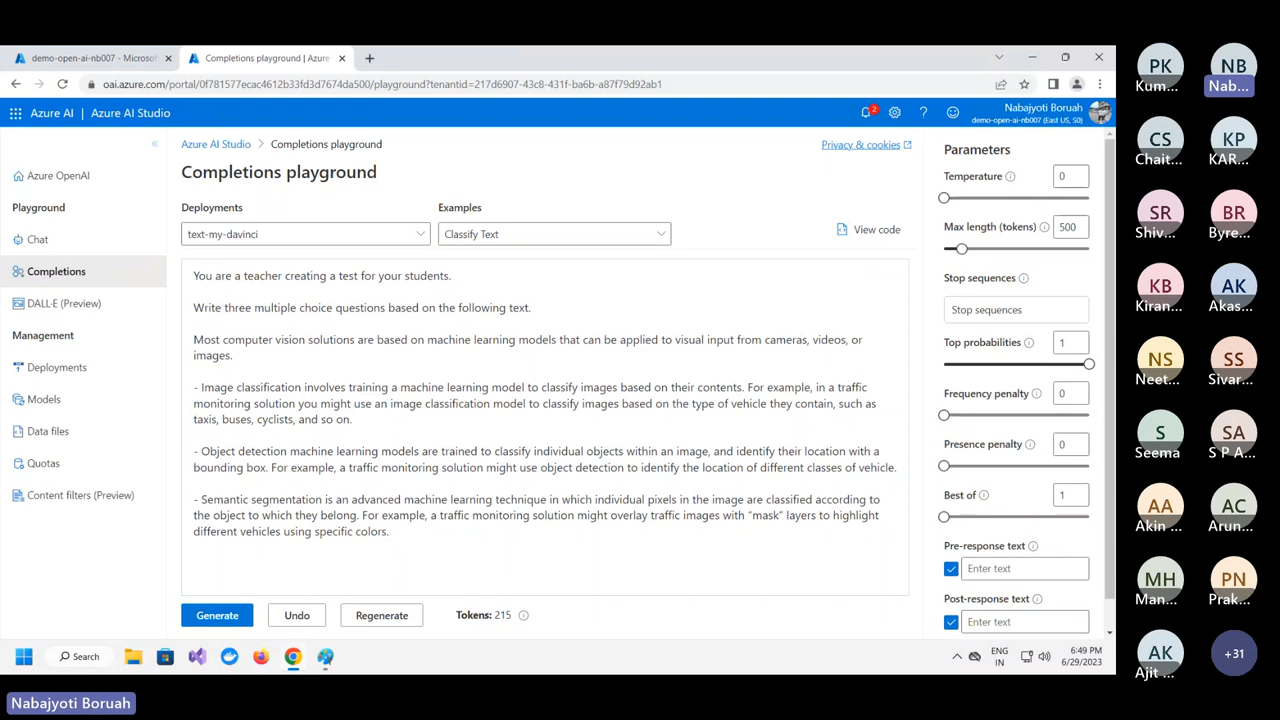 demo-open-ai-nb007 - Microsof
Completions playground | Azure
oai.azure.com/portal/0f781577ecac4612b33fd3d7674da500/playground?tenantid=217d6907-43c8-431f-ba6b-a87f79d92ab1
Azure AI | Azure AI Studio
2
Nabajyoti Boruah
demo-open-ai-nb007 (East US, S0)
Azure OpenAI
Playground
Chat
Completions
DALL·E (Preview)
Management
Deployments
Models
Data files
Quotas
Content filters (Preview)
Azure AI Studio > Completions playground
Privacy & cookies
Completions playground
Deployments
Examples
text-my-davinci
Classify Text
View code
You are a teacher creating a test for your students.
Write three multiple choice questions based on the following text.
Most computer vision solutions are based on machine learning models that can be applied to visual input from cameras, videos, or
images.
- Image classification involves training a machine learning model to classify images based on their contents. For example, in a traffic
monitoring solution you might use an image classification model to classify images based on the type of vehicle they contain, such as
taxis, buses, cyclists, and so on.
- Object detection machine learning models are trained to classify individual objects within an image, and identify their location with a
bounding box. For example, a traffic monitoring solution might use object detection to identify the location of different classes of vehicle.
- Semantic segmentation is an advanced machine learning technique in which individual pixels in the image are classified according to
the object to which they belong. For example, a traffic monitoring solution might overlay traffic images with “mask” layers to highlight
different vehicles using specific colors.
Generate
Undo
Regenerate
Tokens: 215
Parameters
Temperature
0
Max length (tokens)
500
Stop sequences
Stop sequences
Top probabilities
1
Frequency penalty
0
Presence penalty
0
Best of
1
Pre-response text
Enter text
Post-response text
Enter text
Search
ENG
IN
6:49 PM
6/29/2023
Nabajyoti Boruah
PK
Kum...
NB
Nab...
CS
Chait...
KP
KAR...
SR
Shiv...
BR
Byre...
KB
Kiran...
AK
Akas...
NS
Neet...
SS
Sivar...
S
Seema
SA
S P A...
AA
Akin ...
AC
Arun...
MH
Man...
PN
Prak...
AK
Ajit ...
+31